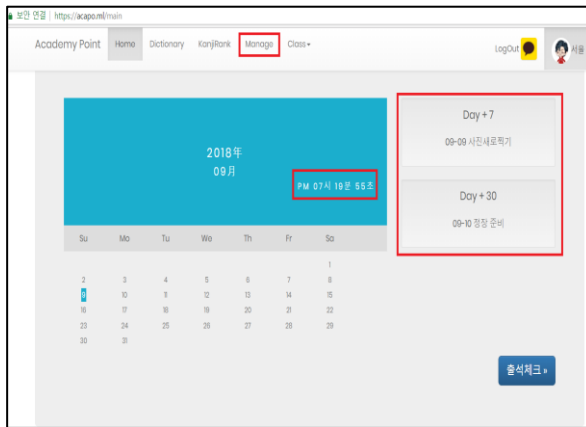 보안 연결 | https://acapo.ml/main
Academy Point Home Dictionary KanjiRank Manage Class LogOut 서울
2018年
09月
PM 07시 19분 55초
Su Mo Tu We Th Fr Sa
1
2 3 4 5 6 7 8
9 10 11 12 13 14 15
16 17 18 19 20 21 22
23 24 25 26 27 28 29
30 31
Day + 7
09-09 사진새로찍기
Day + 30
09-10 정장 준비
출석체크 »